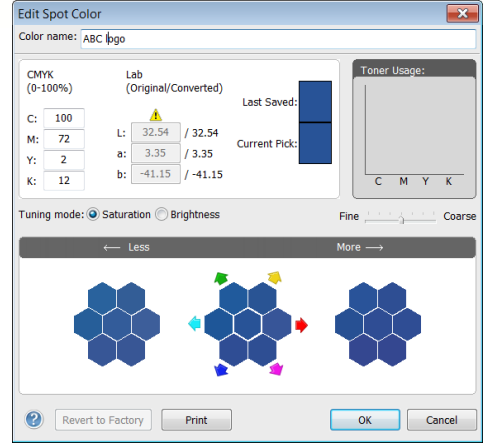 Edit Spot Color
Color name: ABC logo
CMYK
(0-100%)
Lab
(Original/Converted)
Last Saved:
Current Pick:
Toner Usage:
C: 100
M: 72
Y: 2
K: 12
L: 32.54 / 32.54
a: 3.35 / 3.35
b: -41.15 / -41.15
C M Y K
Tuning mode: Saturation Brightness
Fine Coarse
← Less
More →
? Revert to Factory Print OK Cancel